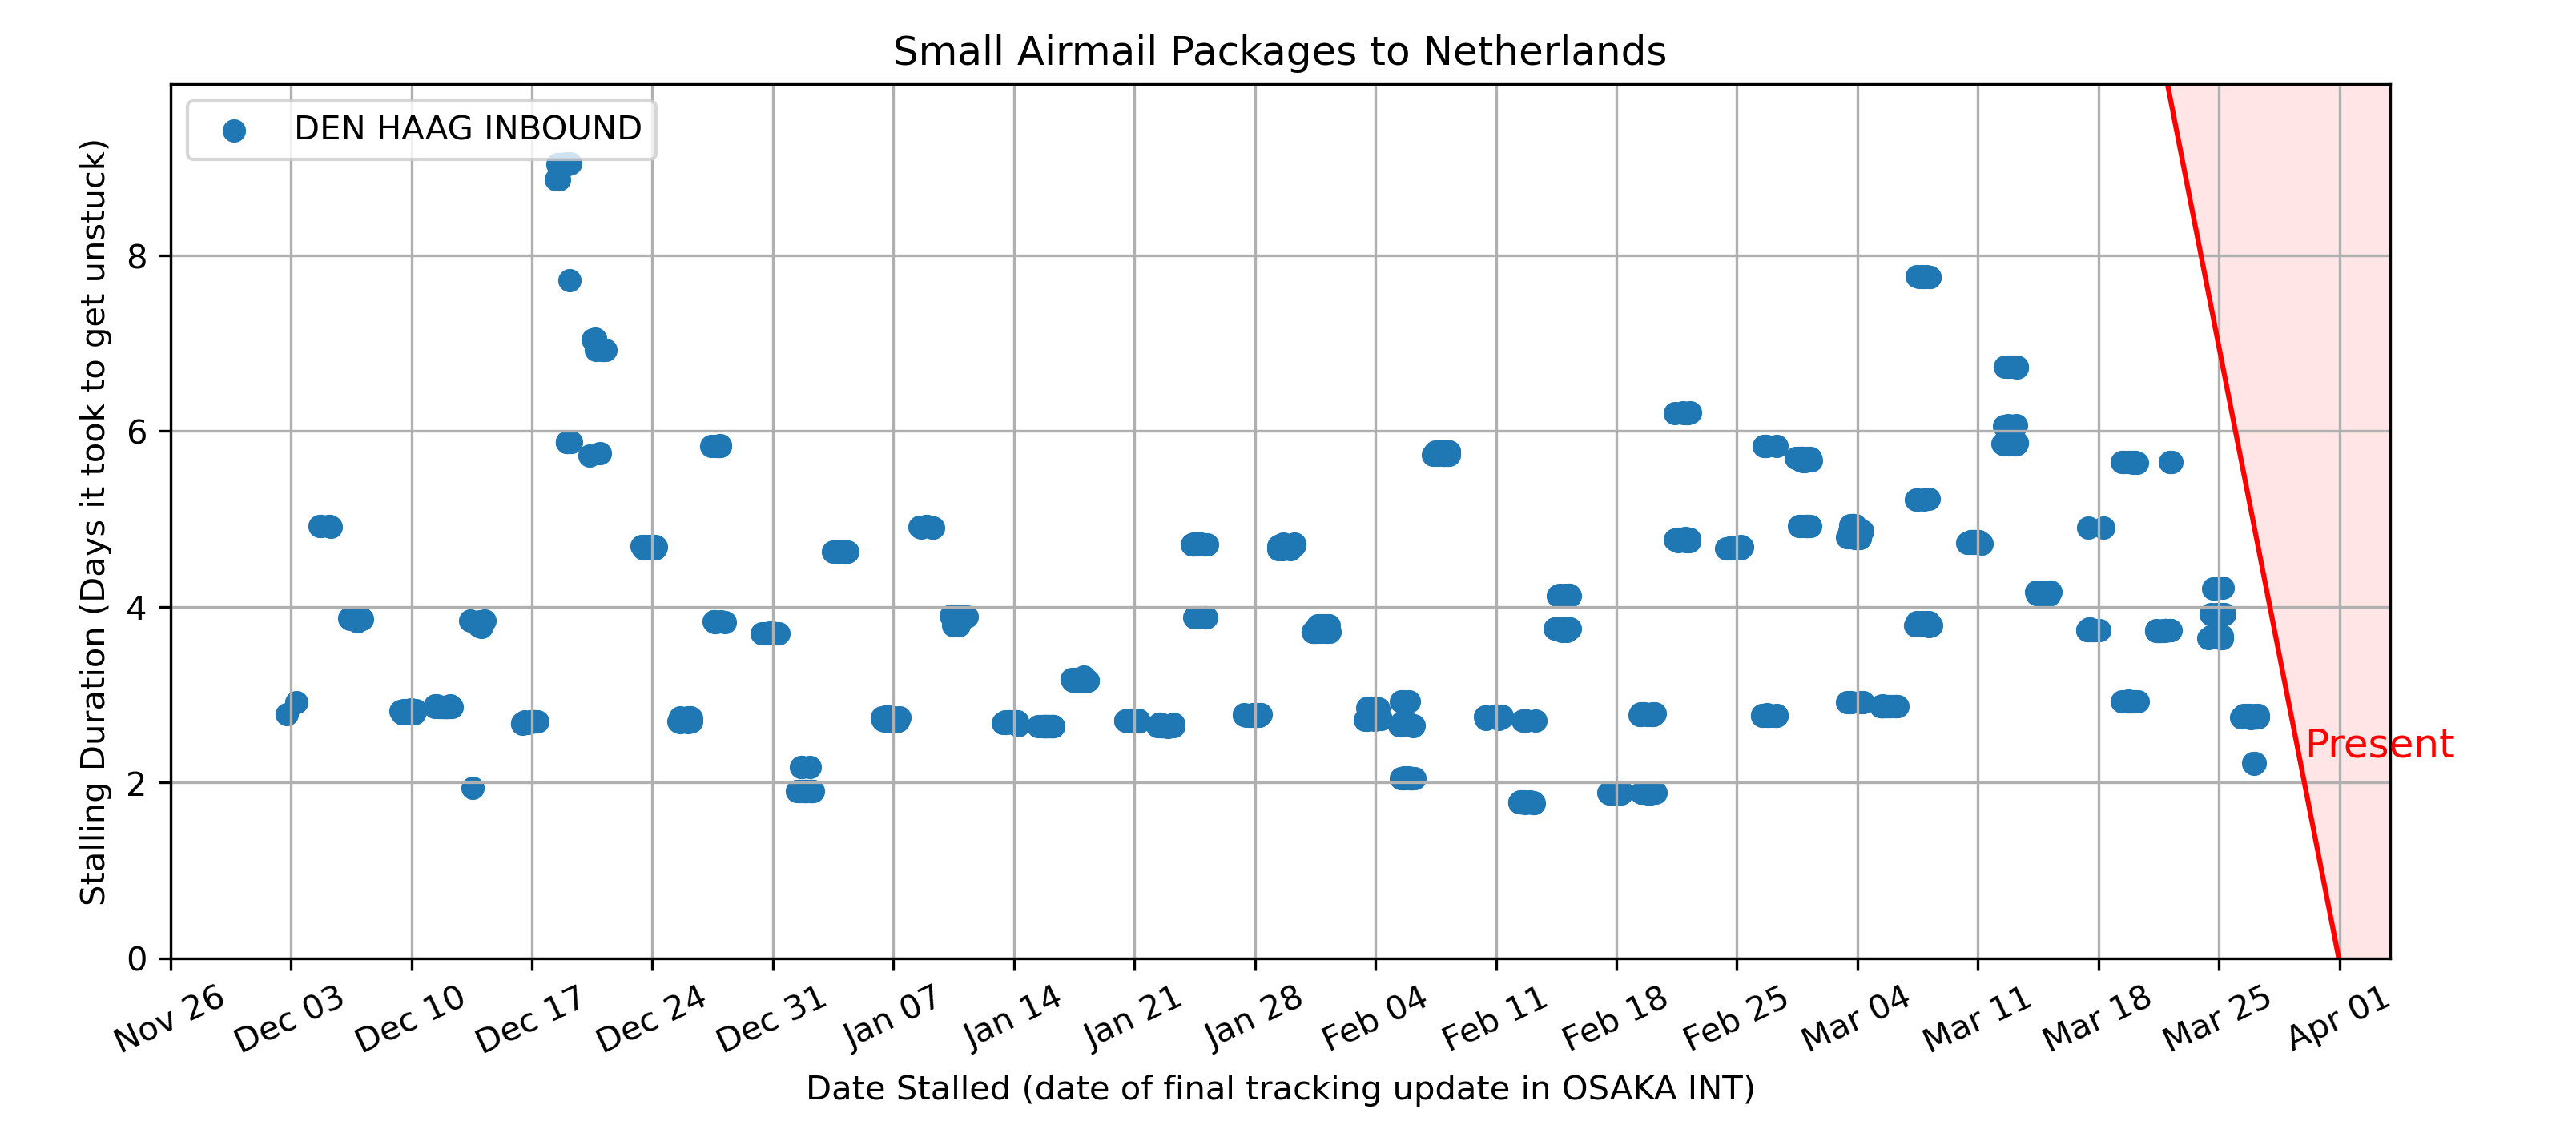 Small Airmail Packages to Netherlands
DEN HAAG INBOUND
Stalling Duration (Days it took to get unstuck)
8
6
4
2
0
Present
Nov 26 Dec 03 Dec 10 Dec 17 Dec 24 Dec 31 Jan 07 Jan 14 Jan 21 Jan 28 Feb 04 Feb 11 Feb 18 Feb 25 Mar 04 Mar 11 Mar 18 Mar 25 Apr 01
Date Stalled (date of final tracking update in OSAKA INT)